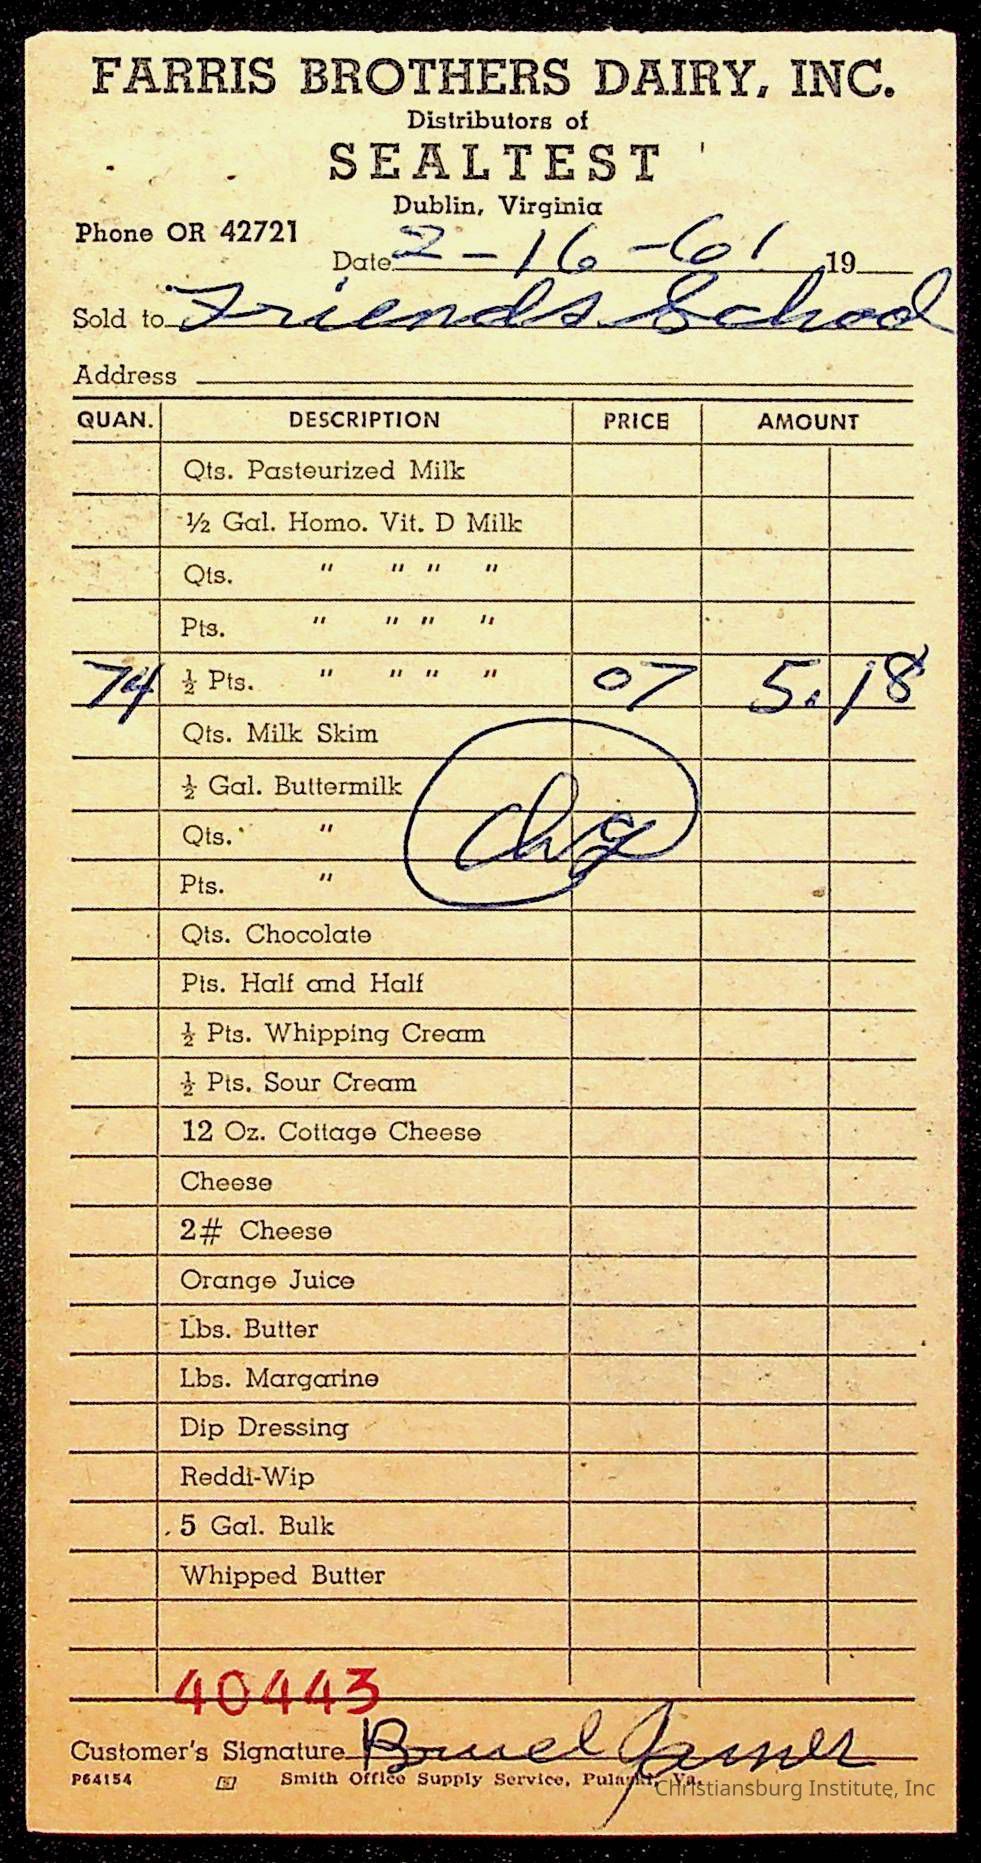 FARRIS BROTHERS DAIRY, INC.
Distributors of
SEALTEST
Dublin, Virginia
Phone OR 42721
Date 2-16-61 19
Sold to Friends School
Address
QUAN. DESCRIPTION PRICE AMOUNT
Qts. Pasteurized Milk
½ Gal. Homo. Vit. D Milk
Qts. " " " "
Pts. " " " "
74 ½ Pts. " " " " 07 5.18
Qts. Milk Skim
½ Gal. Buttermilk
Chg
Qts. "
Pts. "
Qts. Chocolate
Pts. Half and Half
½ Pts. Whipping Cream
½ Pts. Sour Cream
12 Oz. Cottage Cheese
Cheese
2# Cheese
Orange Juice
Lbs. Butter
Lbs. Margarine
Dip Dressing
Reddi-Wip
5 Gal. Bulk
Whipped Butter
40443
Customer's Signature
P64154 Smith Office Supply Service, Pulaski, Va.
Christiansburg Institute, Inc